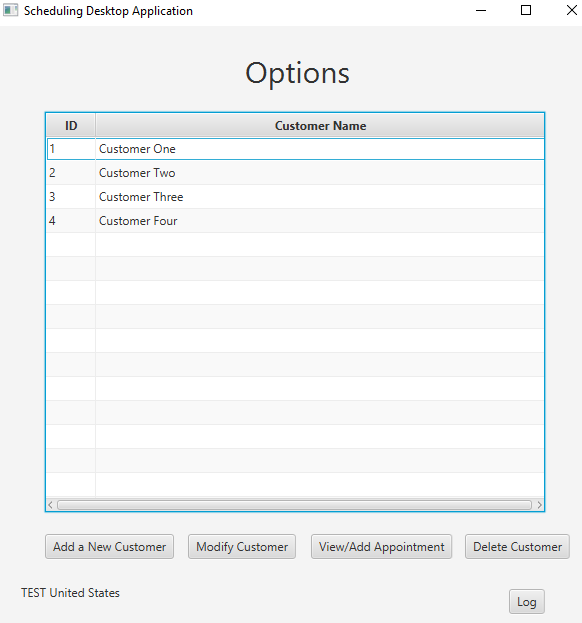 Scheduling Desktop Application
Options
ID Customer Name
1 Customer One
2 Customer Two
3 Customer Three
4 Customer Four
Add a New Customer Modify Customer View/Add Appointment Delete Customer
TEST United States
Log